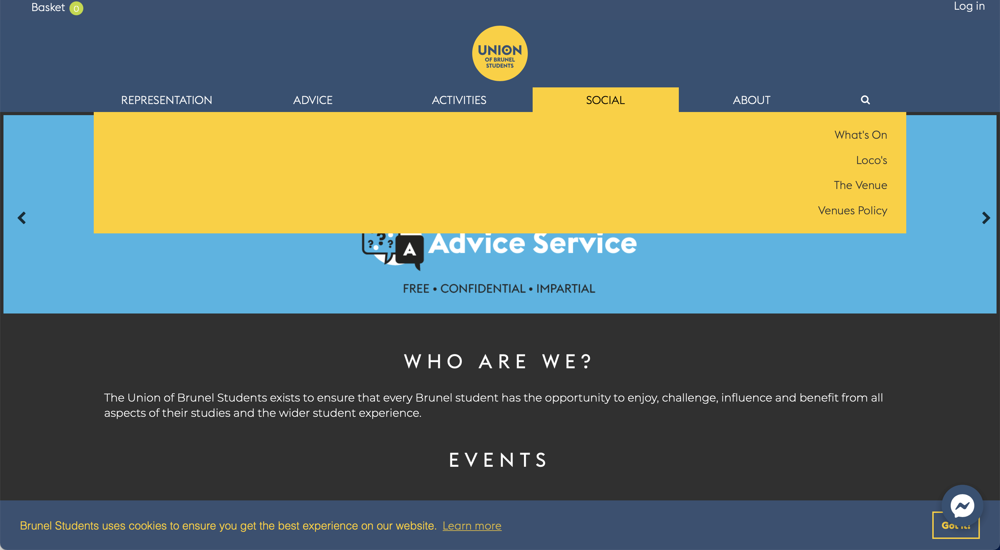 Basket 0
Log in
UNION
OF BRUNEL
STUDENTS
REPRESENTATION ADVICE ACTIVITIES SOCIAL ABOUT
What's On
Loco's
The Venue
Venues Policy
? ? ? A Advice Service
FREE • CONFIDENTIAL • IMPARTIAL
WHO ARE WE?
The Union of Brunel Students exists to ensure that every Brunel student has the opportunity to enjoy, challenge, influence and benefit from all
aspects of their studies and the wider student experience.
EVENTS
Brunel Students uses cookies to ensure you get the best experience on our website. Learn more
Got it!